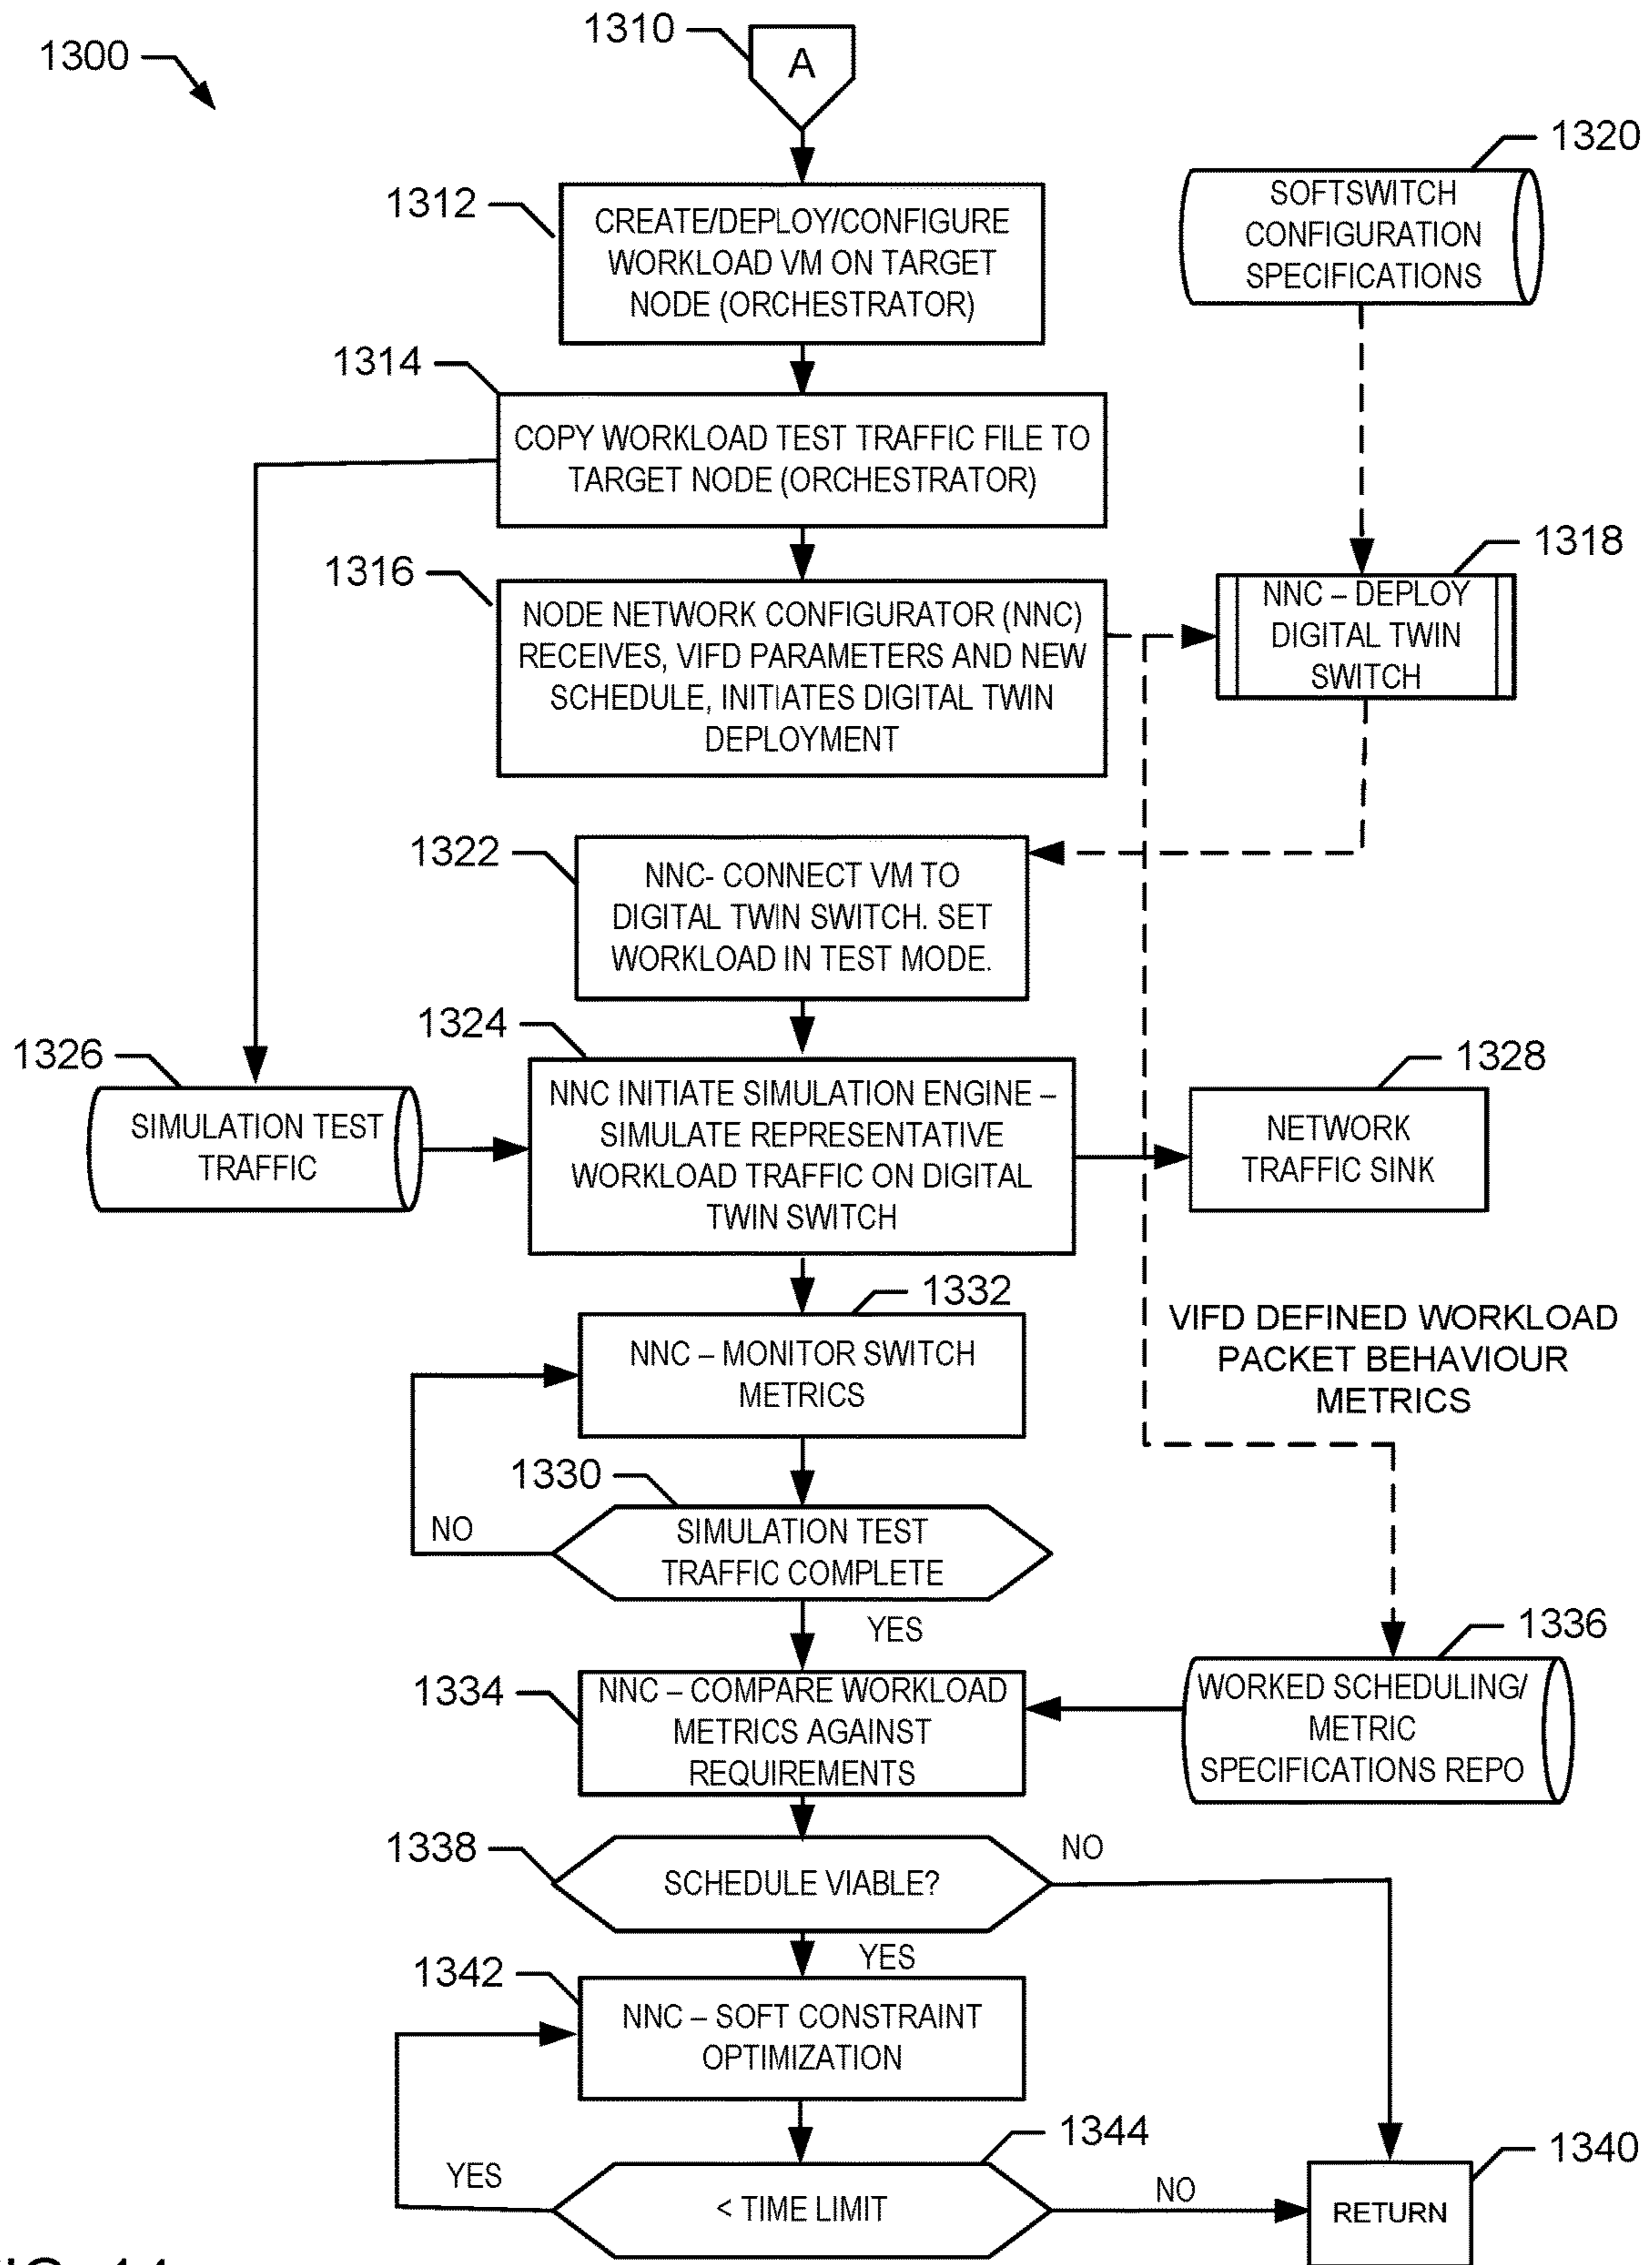 1300
1310
A
1312
CREATE/DEPLOY/CONFIGURE
WORKLOAD VM ON TARGET
NODE (ORCHESTRATOR)
1320
SOFTSWITCH
CONFIGURATION
SPECIFICATIONS
1314
COPY WORKLOAD TEST TRAFFIC FILE TO
TARGET NODE (ORCHESTRATOR)
1316
NODE NETWORK CONFIGURATOR (NNC)
RECEIVES, VIFD PARAMETERS AND NEW
SCHEDULE, INITIATES DIGITAL TWIN
DEPLOYMENT
1318
NNC – DEPLOY
DIGITAL TWIN
SWITCH
1322
NNC- CONNECT VM TO
DIGITAL TWIN SWITCH. SET
WORKLOAD IN TEST MODE.
1324
NNC INITIATE SIMULATION ENGINE –
SIMULATE REPRESENTATIVE
WORKLOAD TRAFFIC ON DIGITAL
TWIN SWITCH
1326
SIMULATION TEST
TRAFFIC
1328
NETWORK
TRAFFIC SINK
1332
NNC – MONITOR SWITCH
METRICS
VIFD DEFINED WORKLOAD
PACKET BEHAVIOUR
METRICS
1330
SIMULATION TEST
TRAFFIC COMPLETE
NO
YES
1334
NNC – COMPARE WORKLOAD
METRICS AGAINST
REQUIREMENTS
1336
WORKED SCHEDULING/
METRIC
SPECIFICATIONS REPO
1338
SCHEDULE VIABLE?
NO
YES
1342
NNC – SOFT CONSTRAINT
OPTIMIZATION
1344
< TIME LIMIT
YES
NO
1340
RETURN